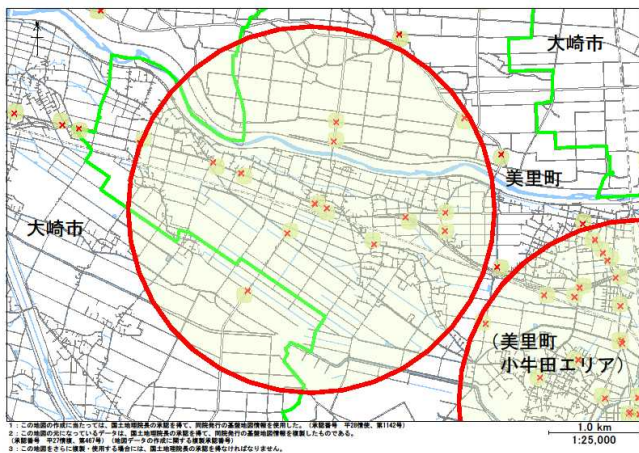 大崎市
美里町
大崎市
(美里町
小牛田エリア)
1:この地図の作成に当たっては、国土地理院長の承認を得て、同院発行の基盤地図情報を使用した。(承認番号 平28情使、第1142号)
2:この地図の元になっているデータは、国土地理院長の承認を得て、同院発行の基盤地図情報を複製したものである。
(承認番号 平27情複、第467号) (地図データの作成に関する複製承認番号)
3:この地図をさらに複製・使用する場合には、国土地理院長の承認を得なければなりません。
1.0 km
1:25,000